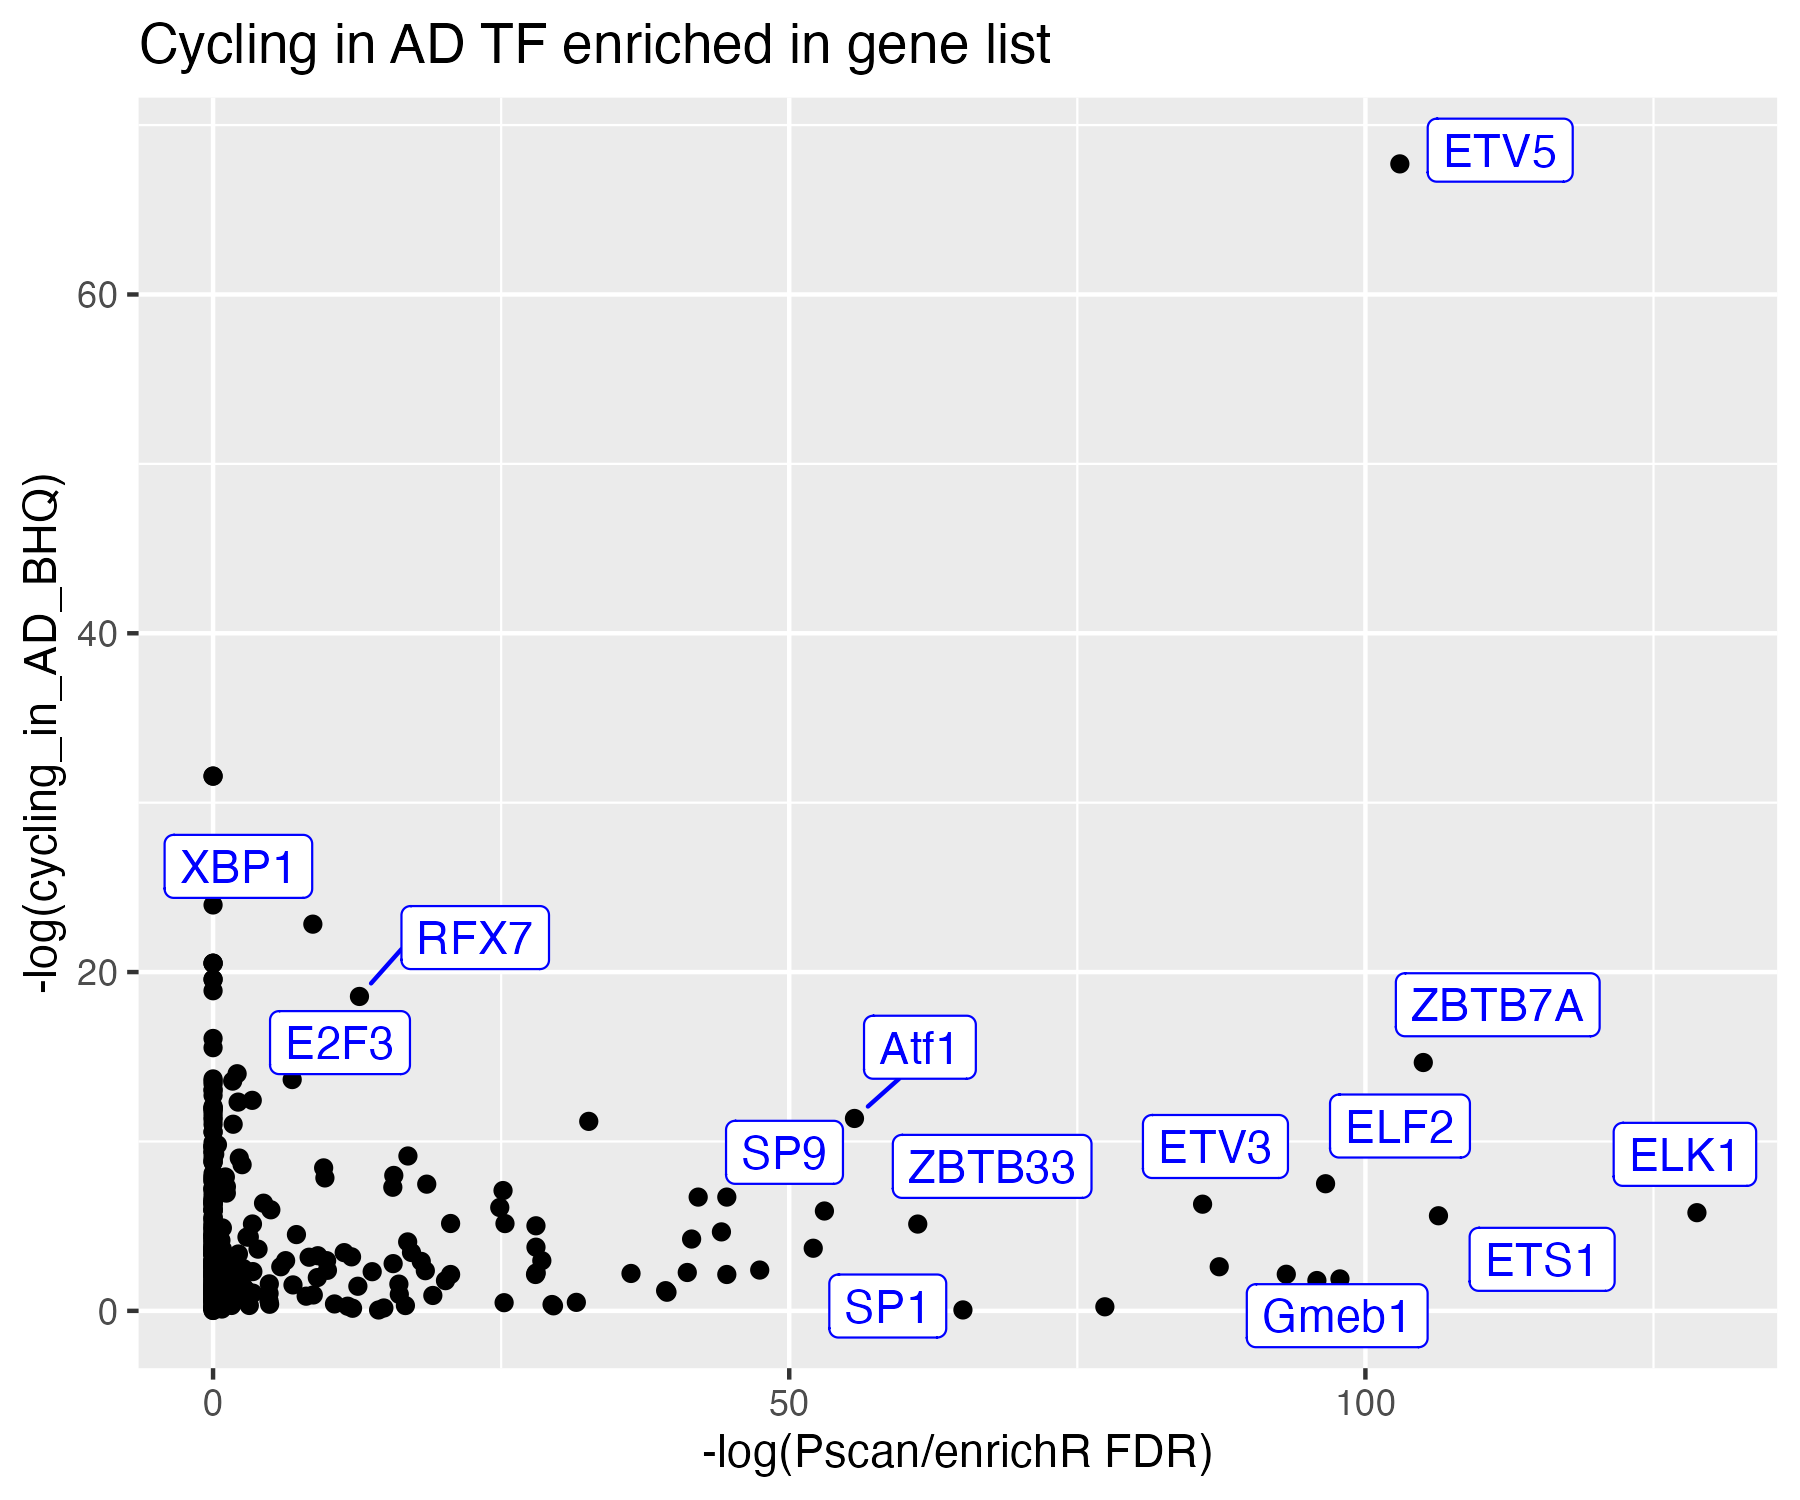 Cycling in AD TF enriched in gene list
ETV5
60
-log(cycling_in_AD_BHQ)
40
XBP1
RFX7
20
ZBTB7A
E2F3
Atf1
ELF2
ETV3
SP9
ELK1
ZBTB33
ETS1
SP1
Gmeb1
0
0
50
100
-log(Pscan/enrichR FDR)